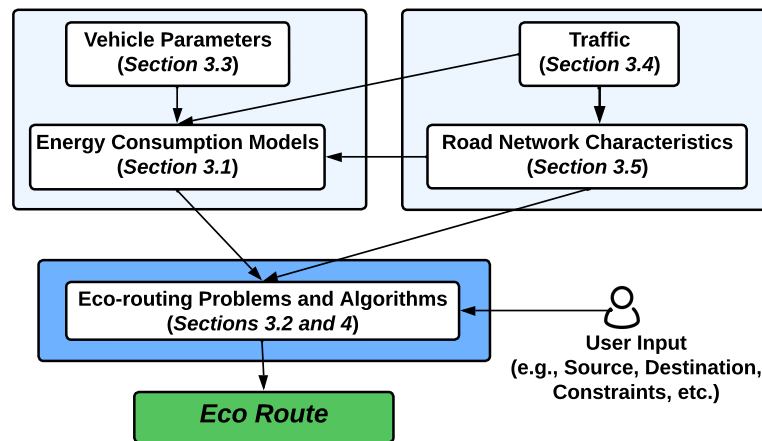 Vehicle Parameters
(Section 3.3)
Traffic
(Section 3.4)
Energy Consumption Models
(Section 3.1)
Road Network Characteristics
(Section 3.5)
Eco-routing Problems and Algorithms
(Sections 3.2 and 4)
User Input
(e.g., Source, Destination,
Constraints, etc.)
Eco Route